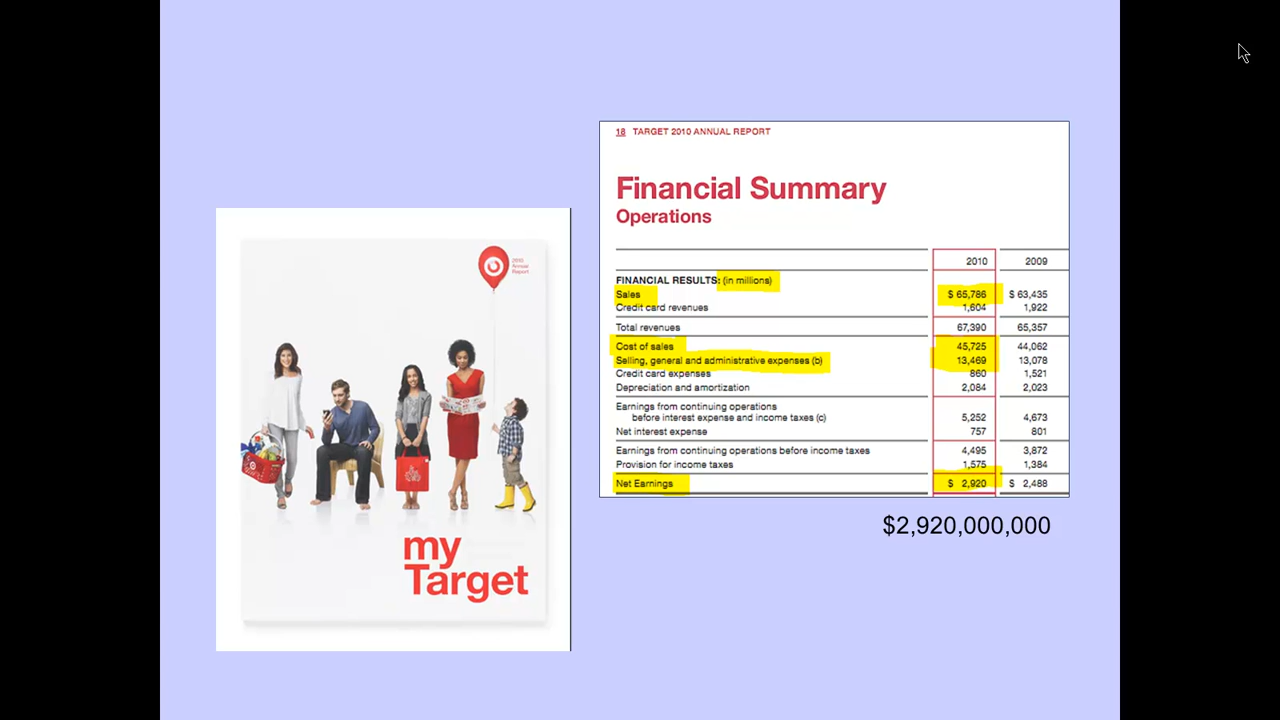 18 TARGET 2010 ANNUAL REPORT
Financial Summary
Operations
2010 2009
FINANCIAL RESULTS: (in millions)
Sales $ 65,786 $ 63,435
Credit card revenues 1,604 1,922
Total revenues 67,390 65,357
Cost of sales 45,725 44,062
Selling, general and administrative expenses (b) 13,469 13,078
Credit card expenses 860 1,521
Depreciation and amortization 2,084 2,023
Earnings from continuing operations
before interest expense and income taxes (c) 5,252 4,673
Net interest expense 757 801
Earnings from continuing operations before income taxes 4,495 3,872
Provision for income taxes 1,575 1,384
Net Earnings $ 2,920 $ 2,488
$2,920,000,000
2010
Annual
Report
my
Target